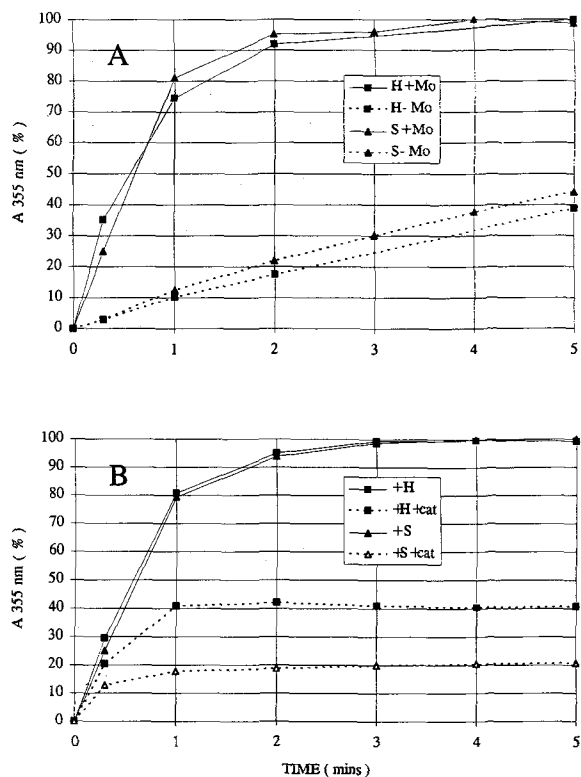 A
A 355 nm ( % )
100
90
80
70
60
50
40
30
20
10
0
H+Mo
H- Mo
S+Mo
S- Mo
0 1 2 3 4 5
B
A 355 nm ( % )
100
90
80
70
60
50
40
30
20
10
0
+H
+H+cat
+S
+S+cat
0 1 2 3 4 5
TIME ( mins )